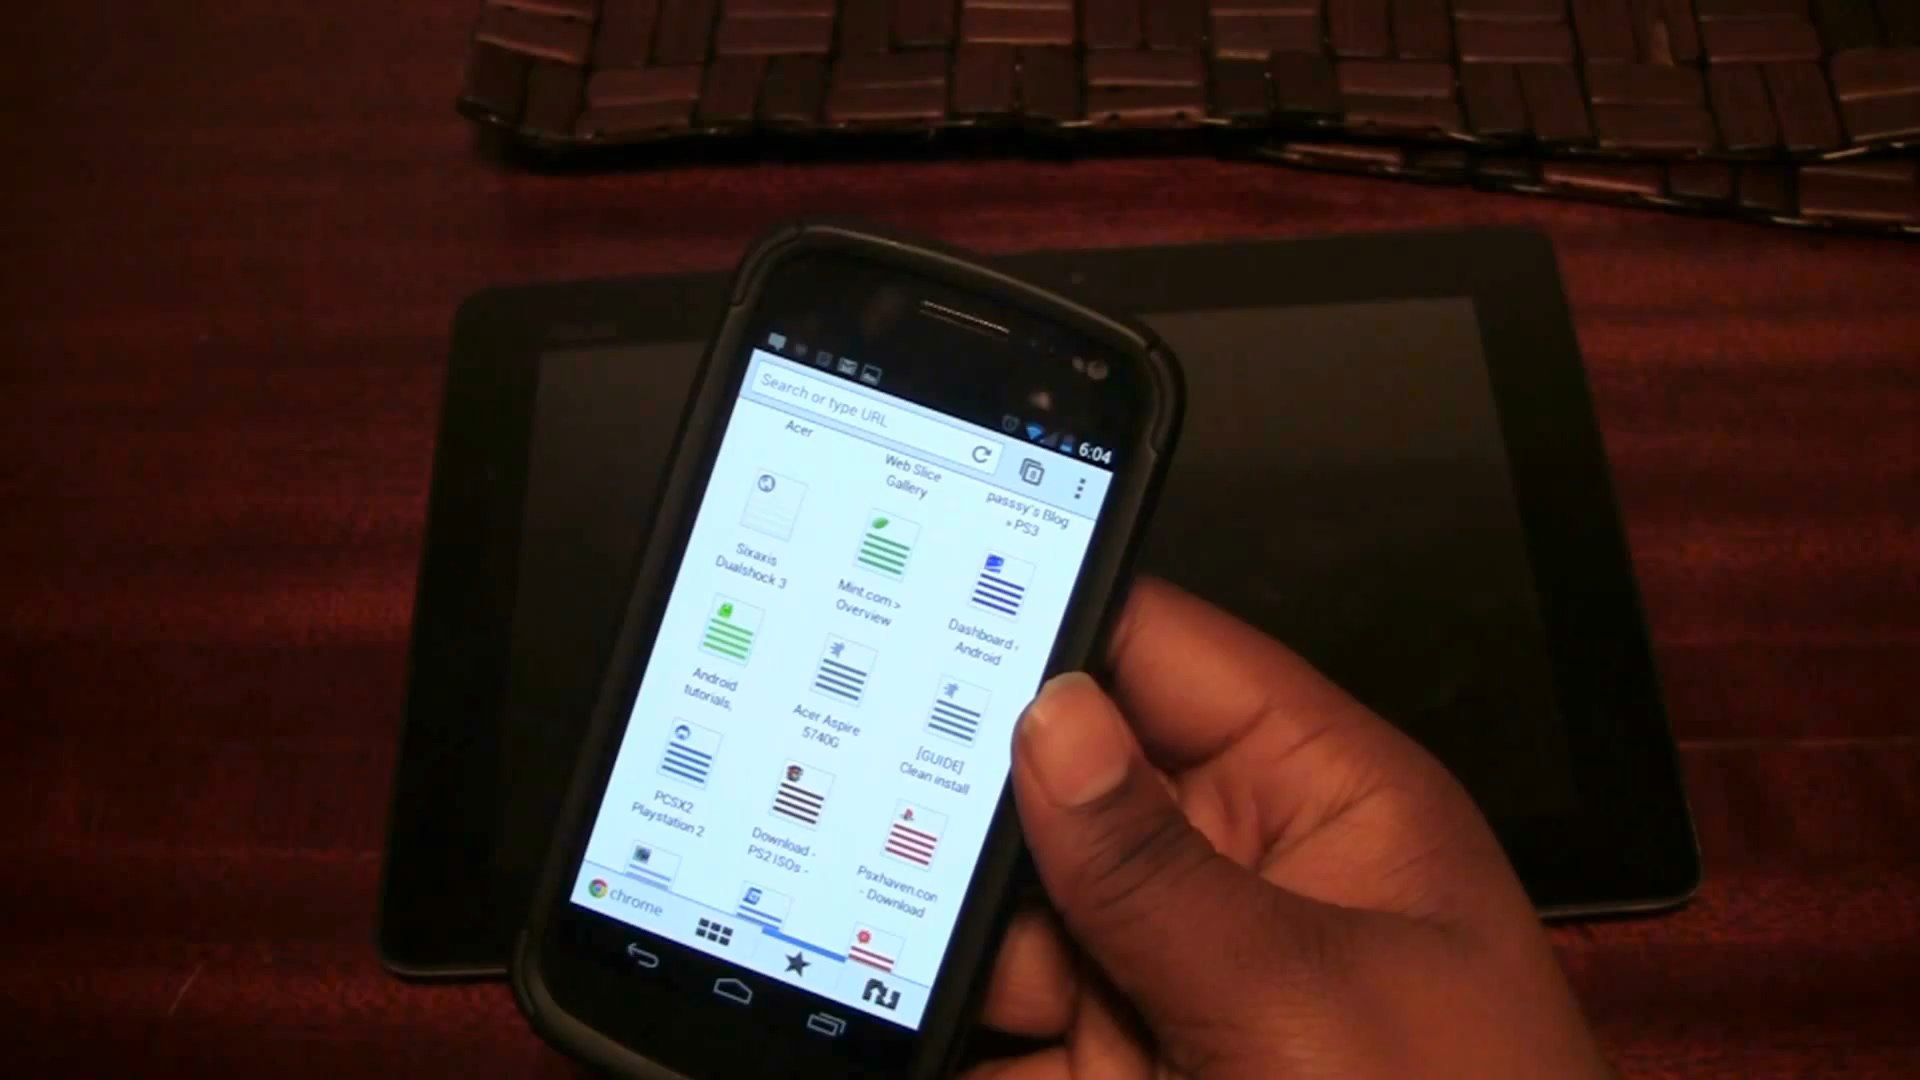 6:04
Search or type URL
8
Acer
Web Slice
Gallery
passsy's Blog
» PS3
Sixaxis
Dualshock 3
Mint.com >
Overview
Dashboard ‹
Android
Android
tutorials,
Acer Aspire
5740G
[GUIDE]
Clean install
PCSX2
Playstation 2
Download -
PS2 ISOs -
Psxhaven.con
- Download
chrome